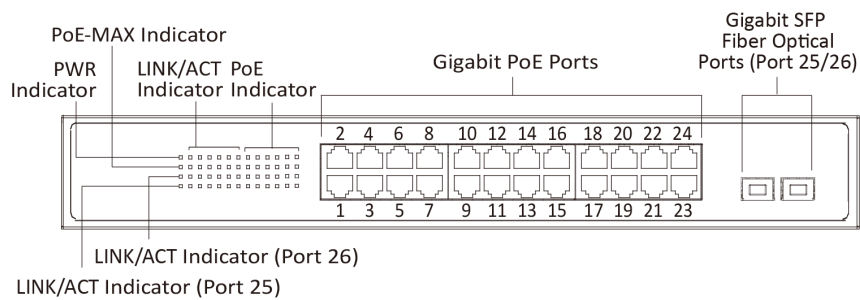 Gigabit SFP
Fiber Optical
Ports (Port 25/26)
PoE-MAX Indicator
PWR
Indicator
LINK/ACT PoE
Indicator Indicator
Gigabit PoE Ports
2 4 6 8 10 12 14 16 18 20 22 24
1 3 5 7 9 11 13 15 17 19 21 23
LINK/ACT Indicator (Port 26)
LINK/ACT Indicator (Port 25)